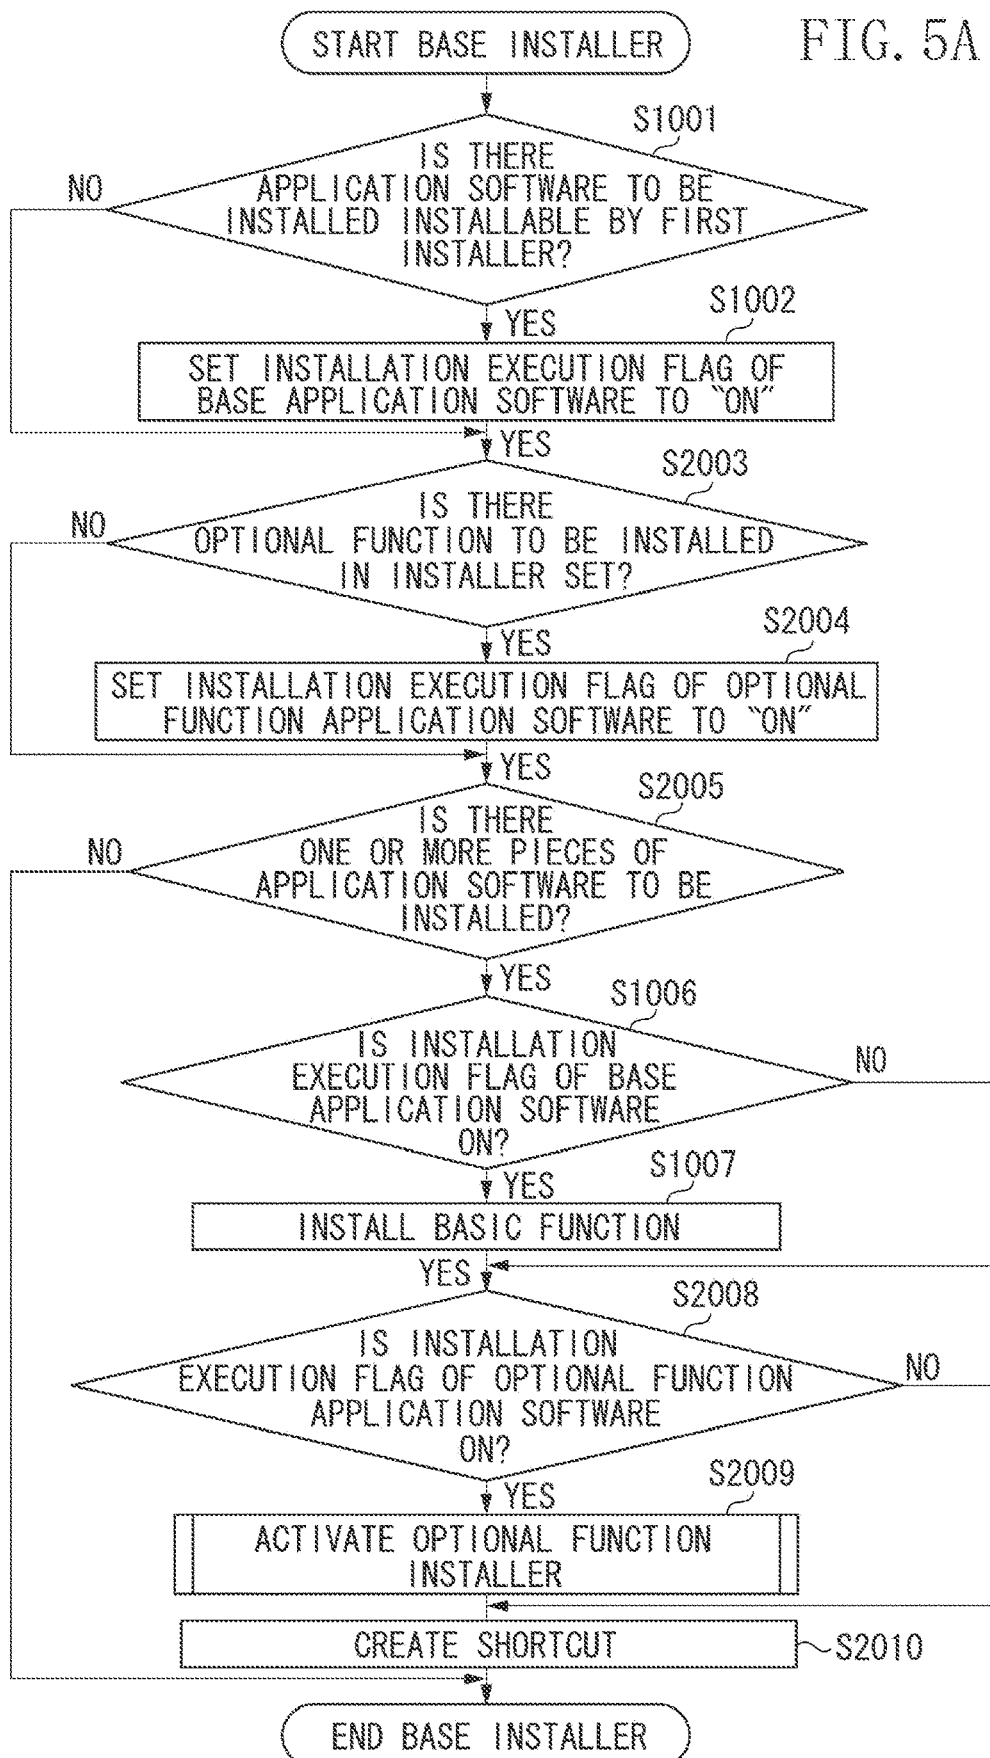 START BASE INSTALLER
FIG. 5A
S1001
IS THERE
APPLICATION SOFTWARE TO BE
INSTALLED INSTALLABLE BY FIRST
INSTALLER?
NO
YES
S1002
SET INSTALLATION EXECUTION FLAG OF
BASE APPLICATION SOFTWARE TO "ON"
YES
S2003
IS THERE
OPTIONAL FUNCTION TO BE INSTALLED
IN INSTALLER SET?
NO
YES
S2004
SET INSTALLATION EXECUTION FLAG OF OPTIONAL
FUNCTION APPLICATION SOFTWARE TO "ON"
YES
S2005
IS THERE
ONE OR MORE PIECES OF
APPLICATION SOFTWARE TO BE
INSTALLED?
NO
YES
S1006
IS INSTALLATION
EXECUTION FLAG OF BASE
APPLICATION SOFTWARE
ON?
NO
YES
S1007
INSTALL BASIC FUNCTION
YES
S2008
IS INSTALLATION
EXECUTION FLAG OF OPTIONAL FUNCTION
APPLICATION SOFTWARE
ON?
NO
YES
S2009
ACTIVATE OPTIONAL FUNCTION
INSTALLER
CREATE SHORTCUT
S2010
END BASE INSTALLER